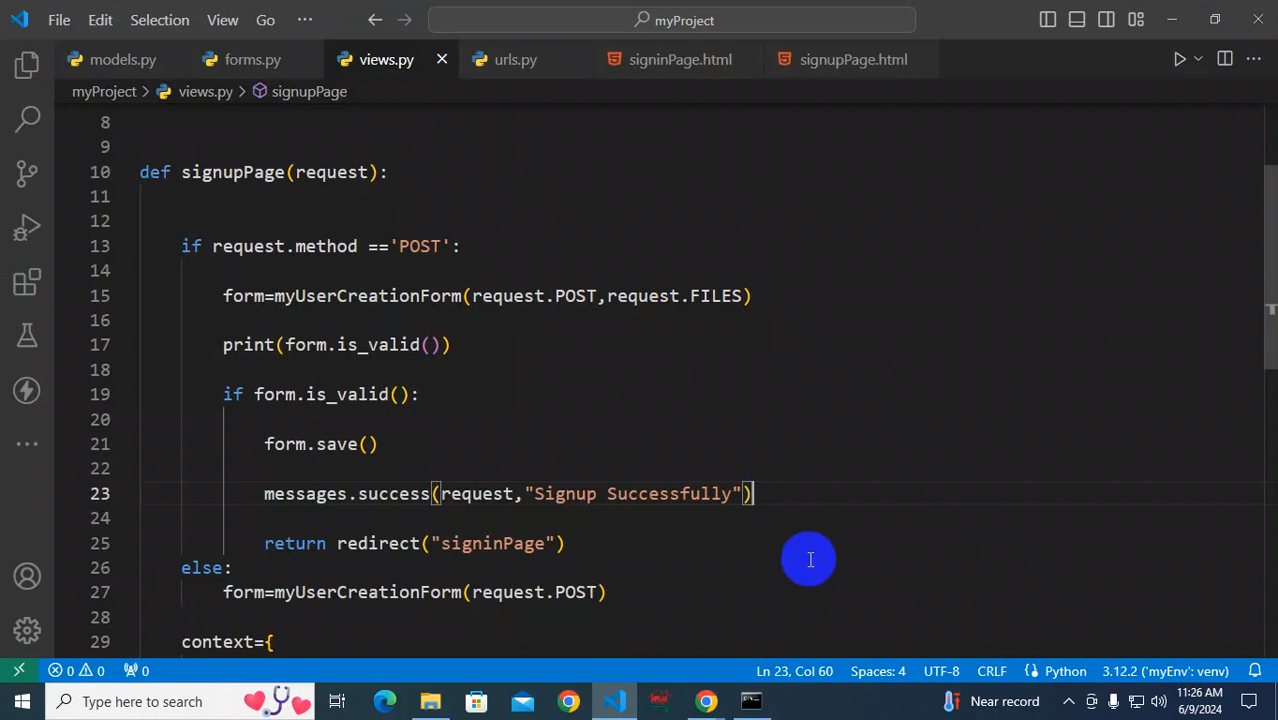 File Edit Selection View Go ··· myProject
models.py forms.py views.py urls.py signinPage.html signupPage.html
myProject > views.py > signupPage
8
9
10 def signupPage(request):
11
12
13 if request.method =='POST':
14
15 form=myUserCreationForm(request.POST,request.FILES)
16
17 print(form.is_valid())
18
19 if form.is_valid():
20
21 form.save()
22
23 messages.success(request,"Signup Successfully")
24
25 return redirect("signinPage")
26 else:
27 form=myUserCreationForm(request.POST)
28
29 context={
0 0 0 Ln 23, Col 60 Spaces: 4 UTF-8 CRLF Python 3.12.2 ('myEnv': venv)
Type here to search Near record 11:26 AM
6/9/2024